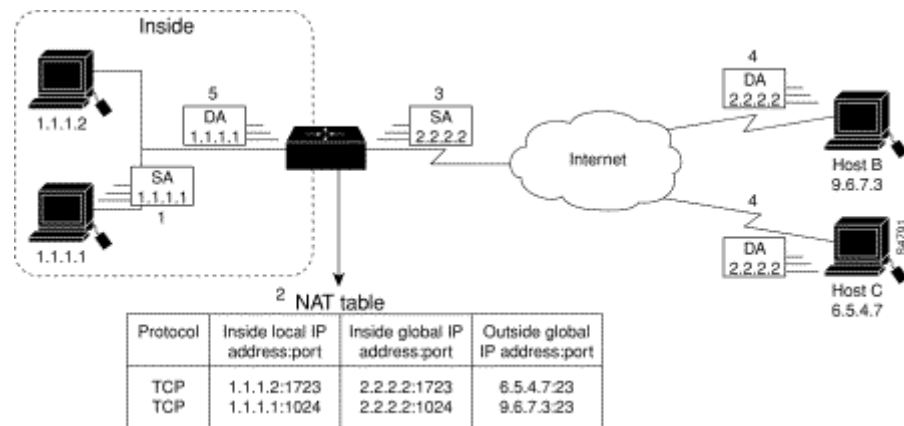 Inside
1.1.1.2
5
DA
1.1.1.1
SA
1.1.1.1
1
1.1.1.1
3
SA
2.2.2.2
Internet
4
DA
2.2.2.2
Host B
9.6.7.3
4
DA
2.2.2.2
Host C
6.5.4.7
2
NAT table
Protocol
Inside local IP
address:port
Inside global IP
address:port
Outside global
IP address:port
TCP 1.1.1.2:1723 2.2.2.2:1723 6.5.4.7:23
TCP 1.1.1.1:1024 2.2.2.2:1024 9.6.7.3:23